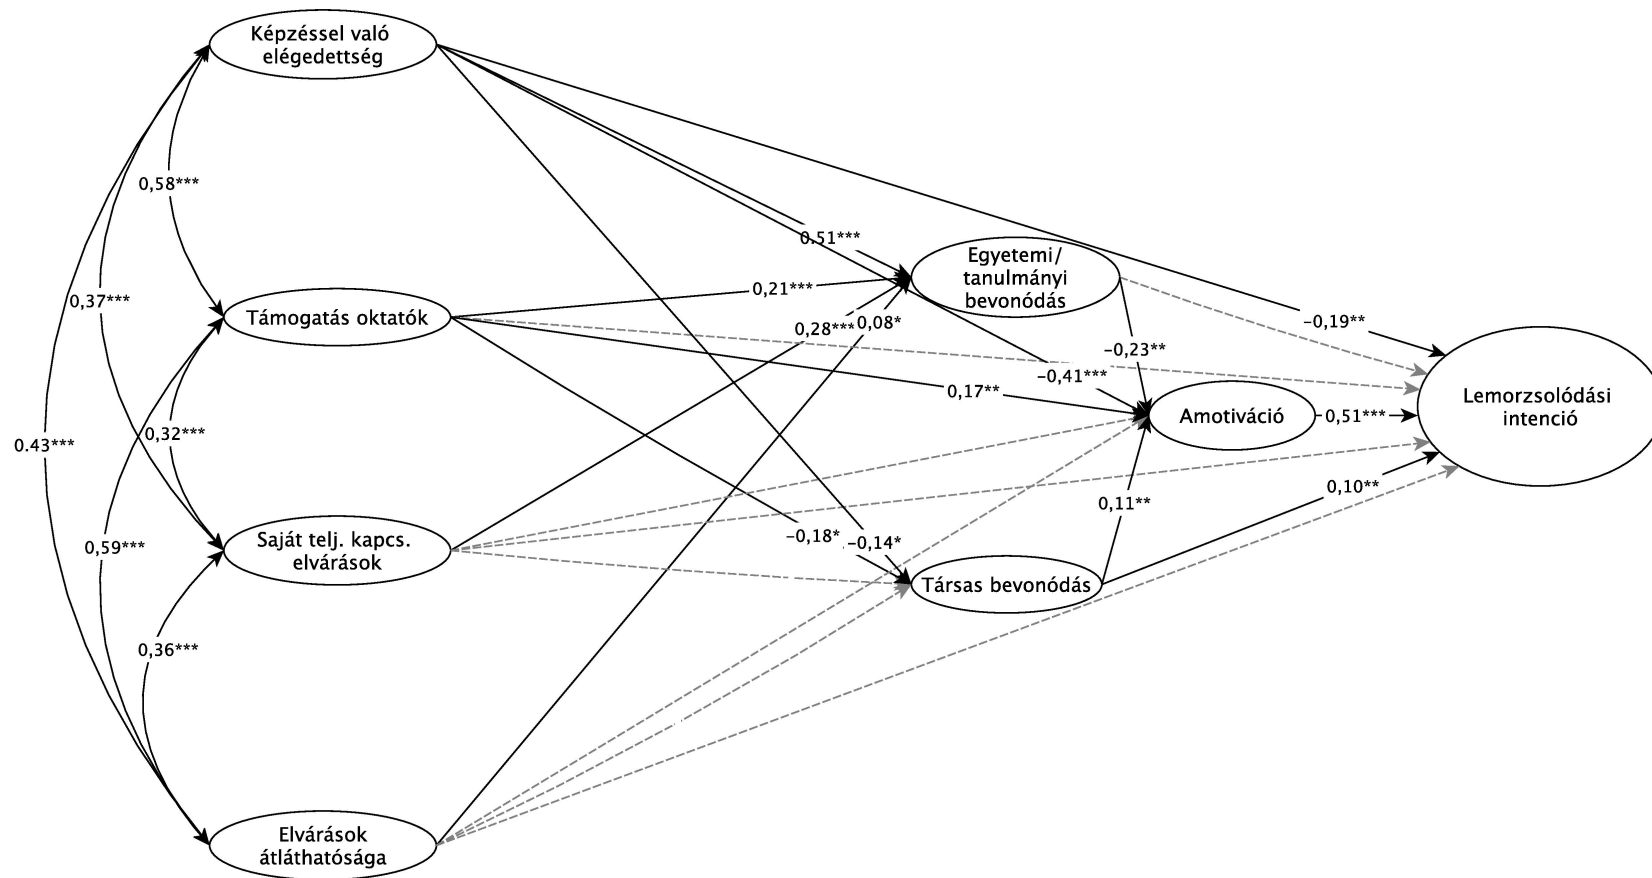 Képzéssel való
elégedettség
0,58***
0.51***
Egyetemi/
tanulmányi
bevonódás
0,21***
0,37***
Támogatás oktatók
0,28***
0,08*
−0,19**
−0,23**
−0,41***
0,17**
Amotiváció
0,51***
Lemorzsolódási
intenció
0.43***
0,32***
0,11**
0,10**
0,59***
Saját telj. kapcs.
elvárások
−0,18*
−0,14*
Társas bevonódás
0,36***
Elvárások
átláthatósága